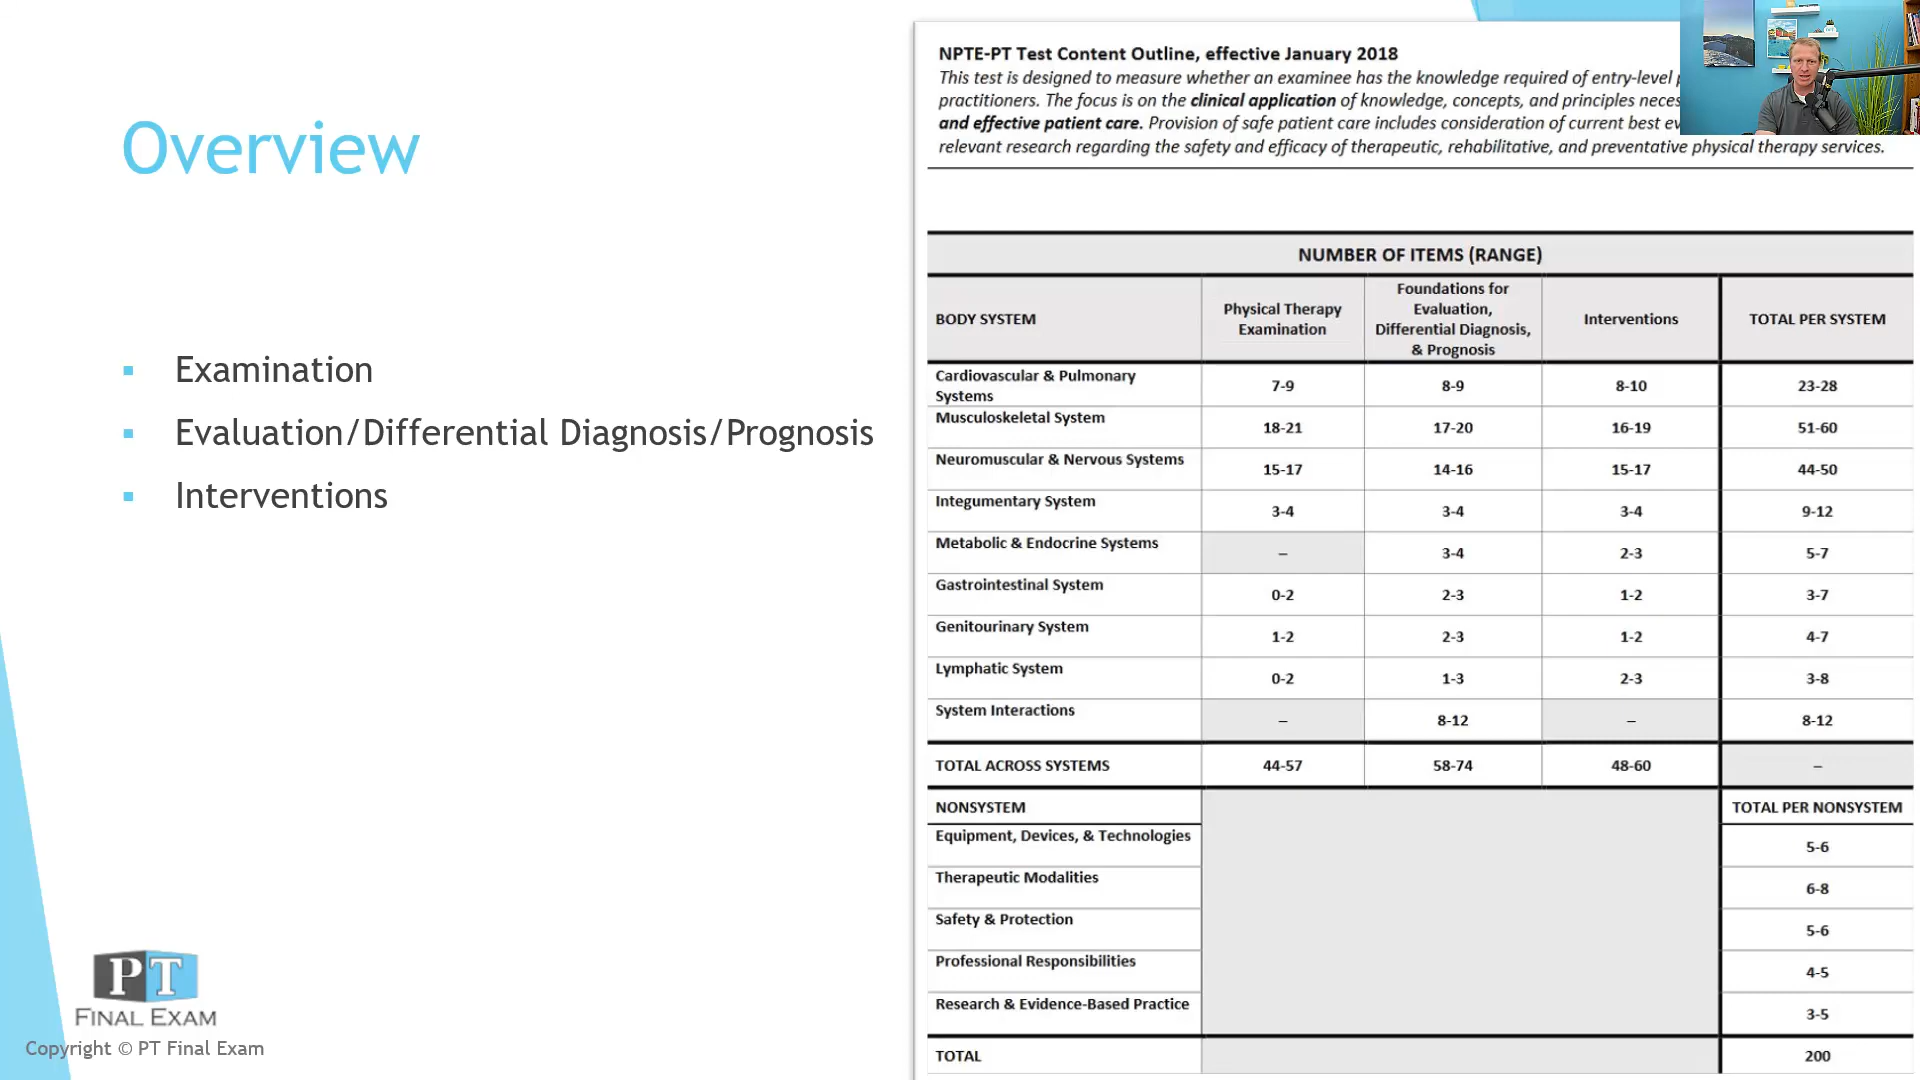 Overview
▪ Examination
▪ Evaluation/Differential Diagnosis/Prognosis
▪ Interventions
PT
FINAL EXAM
Copyright © PT Final Exam
NPTE-PT Test Content Outline, effective January 2018
This test is designed to measure whether an examinee has the knowledge required of entry-level
practitioners. The focus is on the clinical application of knowledge, concepts, and principles
and effective patient care. Provision of safe patient care includes consideration of current best
relevant research regarding the safety and efficacy of therapeutic, rehabilitative, and preventative physical therapy services.
NUMBER OF ITEMS (RANGE)
BODY SYSTEM Physical Therapy Examination Foundations for Evaluation, Differential Diagnosis, & Prognosis Interventions TOTAL PER SYSTEM
Cardiovascular & Pulmonary Systems 7-9 8-9 8-10 23-28
Musculoskeletal System 18-21 17-20 16-19 51-60
Neuromuscular & Nervous Systems 15-17 14-16 15-17 44-50
Integumentary System 3-4 3-4 3-4 9-12
Metabolic & Endocrine Systems – 3-4 2-3 5-7
Gastrointestinal System 0-2 2-3 1-2 3-7
Genitourinary System 1-2 2-3 1-2 4-7
Lymphatic System 0-2 1-3 2-3 3-8
System Interactions – 8-12 – 8-12
TOTAL ACROSS SYSTEMS 44-57 58-74 48-60 –
NONSYSTEM TOTAL PER NONSYSTEM
Equipment, Devices, & Technologies 5-6
Therapeutic Modalities 6-8
Safety & Protection 5-6
Professional Responsibilities 4-5
Research & Evidence-Based Practice 3-5
TOTAL 200